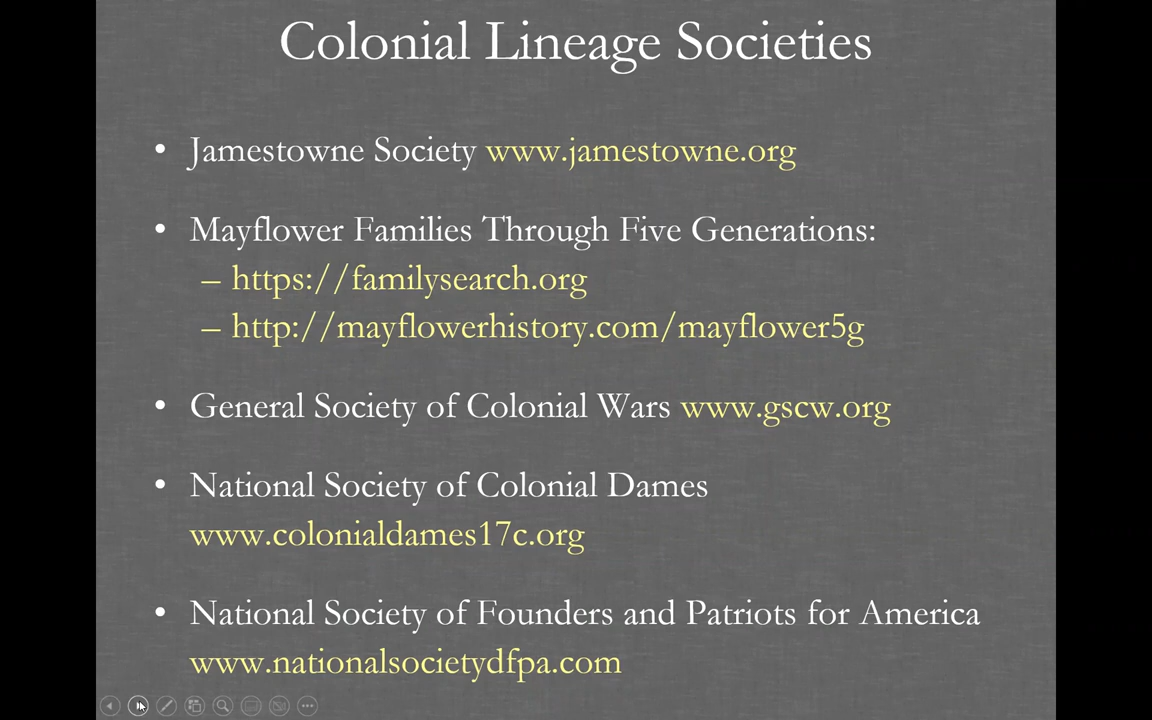 Colonial Lineage Societies
• Jamestowne Society www.jamestowne.org
• Mayflower Families Through Five Generations:
– https://familysearch.org
– http://mayflowerhistory.com/mayflower5g
• General Society of Colonial Wars www.gscw.org
• National Society of Colonial Dames
www.colonialdames17c.org
• National Society of Founders and Patriots for America
www.nationalsocietydfpa.com